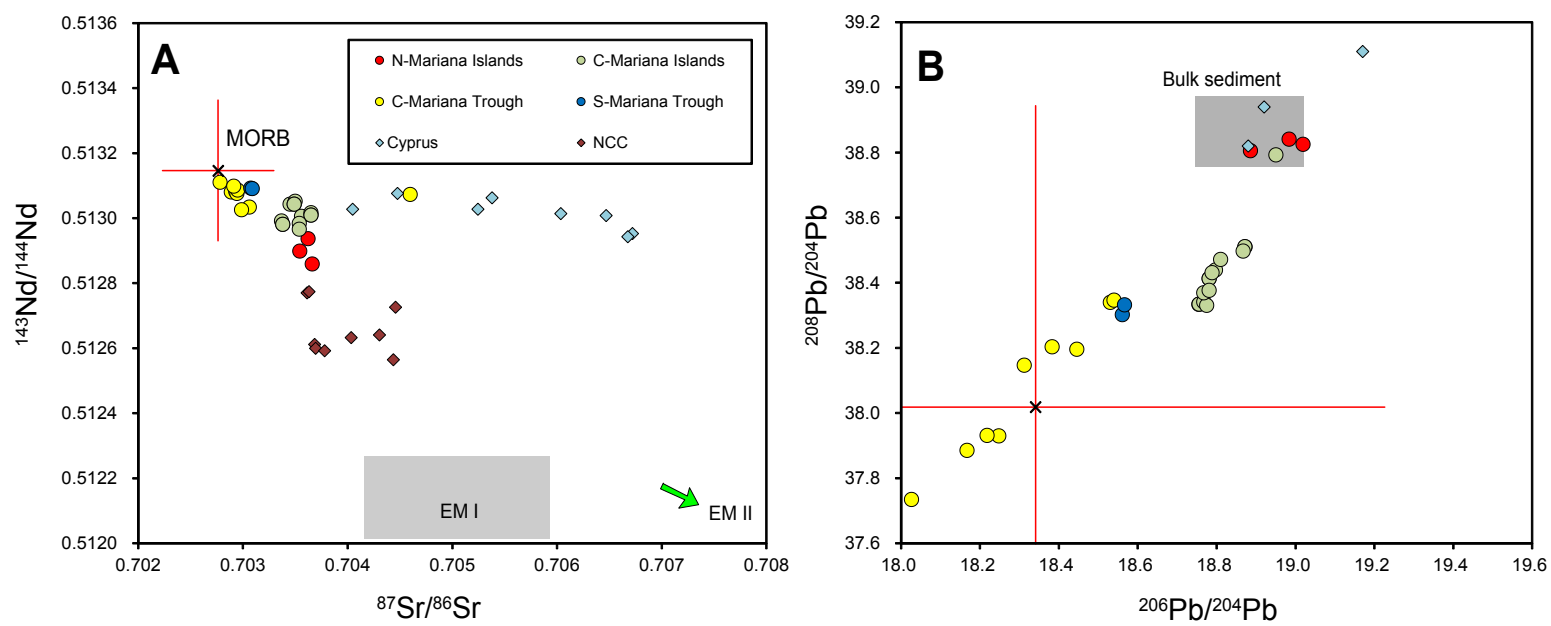 A
0.5136
0.5134
0.5132
0.5130
0.5128
0.5126
0.5124
0.5122
0.5120
¹⁴³Nd/¹⁴⁴Nd
N-Mariana Islands
C-Mariana Islands
C-Mariana Trough
S-Mariana Trough
Cyprus
NCC
MORB
EM I
EM II
0.702
0.703
0.704
0.705
0.706
0.707
0.708
⁸⁷Sr/⁸⁶Sr
B
39.2
39.0
38.8
38.6
38.4
38.2
38.0
37.8
37.6
²⁰⁸Pb/²⁰⁴Pb
Bulk sediment
18.0
18.2
18.4
18.6
18.8
19.0
19.2
19.4
19.6
²⁰⁶Pb/²⁰⁴Pb